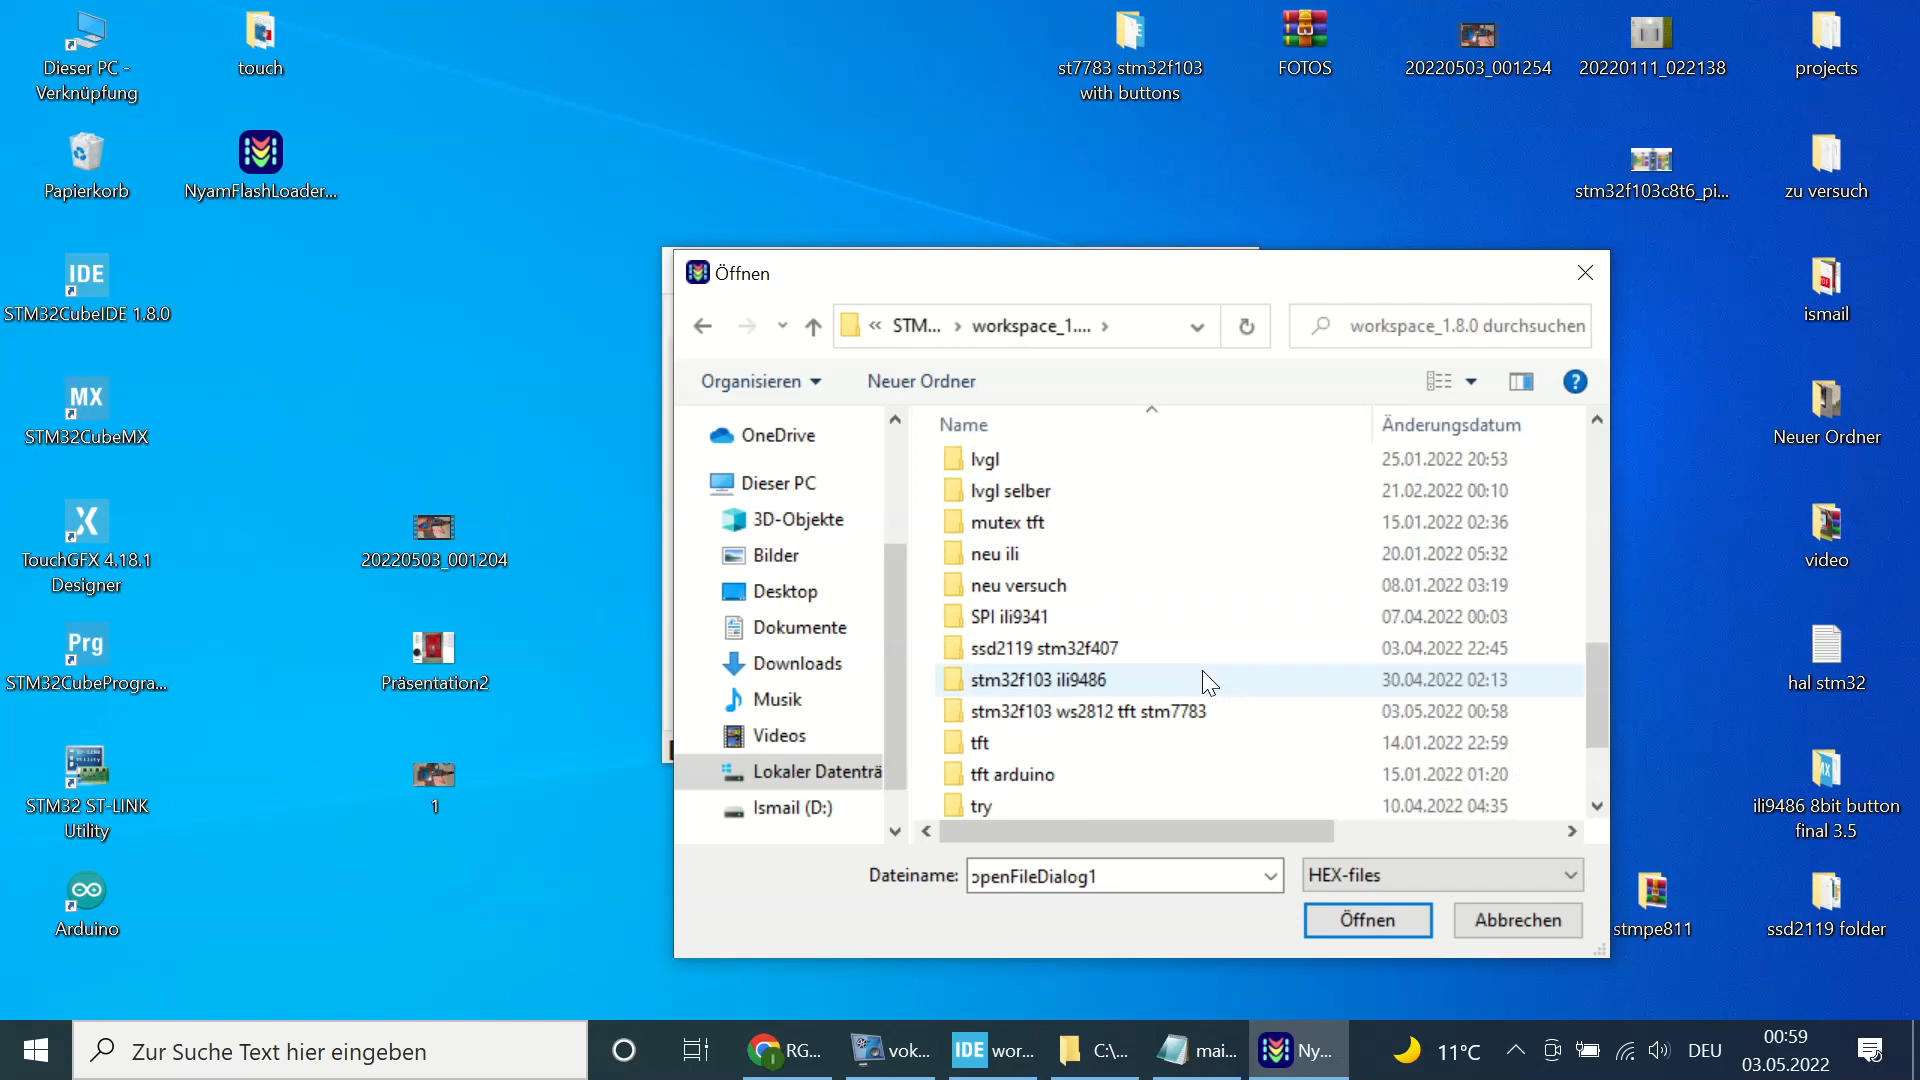 Dieser PC -
Verknüpfung
touch
st7783 stm32f103
with buttons
FOTOS
20220503_001254
20220111_022138
projects
Papierkorb
NyamFlashLoader...
stm32f103c8t6_pi...
zu versuch
IDE
STM32CubeIDE 1.8.0
ismail
MX
STM32CubeMX
Neuer Ordner
TouchGFX 4.18.1
Designer
20220503_001204
video
Prg
STM32CubeProgra...
Präsentation2
hal stm32
STM32 ST-LINK
Utility
1
ili9486 8bit button
final 3.5
Arduino
stmpe811
ssd2119 folder
Öffnen
« STM... › workspace_1.... ›
workspace_1.8.0 durchsuchen
Organisieren
Neuer Ordner
OneDrive
Dieser PC
3D-Objekte
Bilder
Desktop
Dokumente
Downloads
Musik
Videos
Lokaler Datenträ
Ismail (D:)
Name Änderungsdatum
lvgl 25.01.2022 20:53
lvgl selber 21.02.2022 00:10
mutex tft 15.01.2022 02:36
neu ili 20.01.2022 05:32
neu versuch 08.01.2022 03:19
SPI ili9341 07.04.2022 00:03
ssd2119 stm32f407 03.04.2022 22:45
stm32f103 ili9486 30.04.2022 02:13
stm32f103 ws2812 tft stm7783 03.05.2022 00:58
tft 14.01.2022 22:59
tft arduino 15.01.2022 01:20
try 10.04.2022 04:35
Dateiname: openFileDialog1 HEX-files
Öffnen Abbrechen
Zur Suche Text hier eingeben
RG...
vok...
IDE wor...
C:\...
mai...
Ny...
11°C
DEU
00:59
03.05.2022